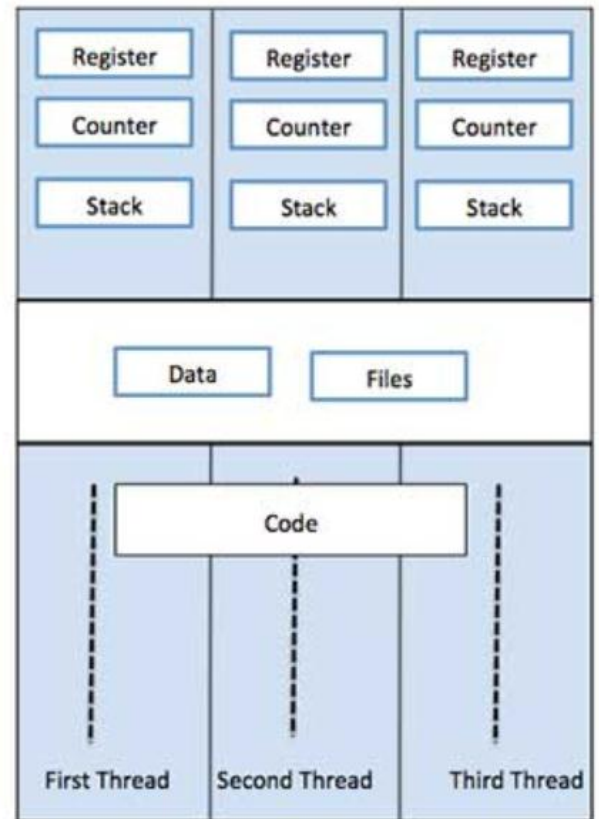 Register Register Register
Counter Counter Counter
Stack Stack Stack
Data Files
Code
First Thread Second Thread Third Thread